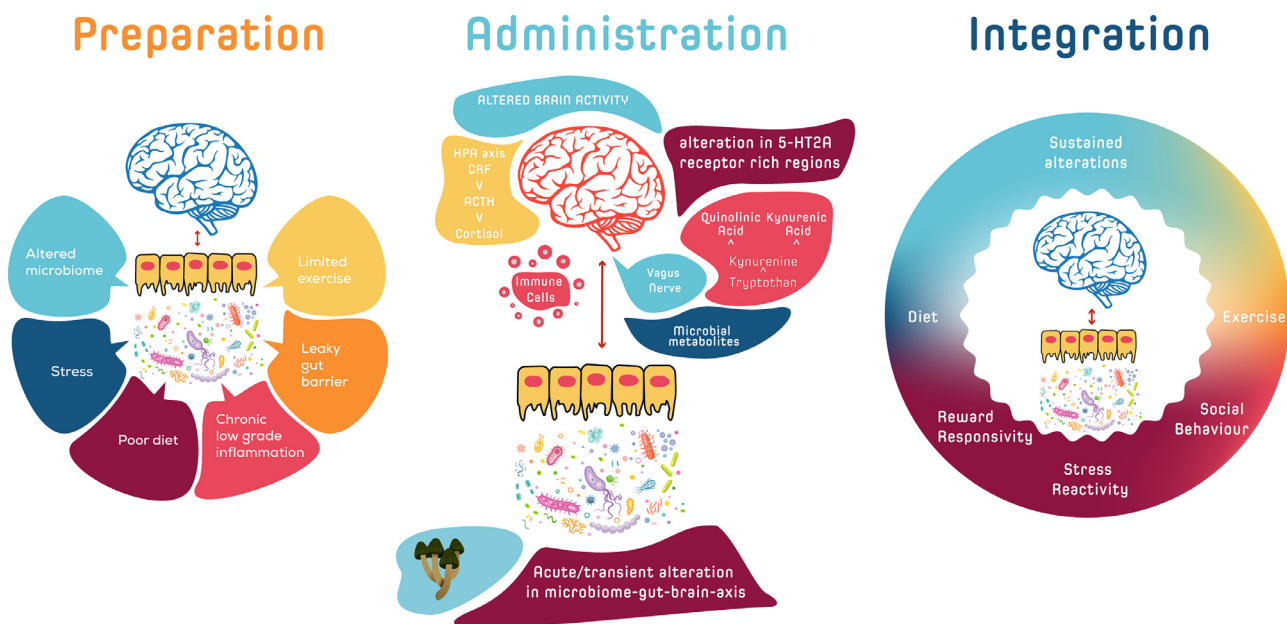 Preparation
Altered
microbiome
Limited
exercise
Stress
Leaky
gut
barrier
Poor diet
Chronic
low grade
inflammation
Administration
ALTERED BRAIN ACTIVITY
HPA axis
CRF
V
ACTH
V
Cortisol
alteration in 5-HT2A
receptor rich regions
Quinolinic Kynurenic
Acid Acid
^ ^
Kynurenine
^
Tryptothan
Immune
Cells
Vagus
Nerve
Microbial
metabolites
Acute/transient alteration
in microbiome-gut-brain-axis
Integration
Sustained
alterations
Diet
Exercise
Reward
Responsivity
Social
Behaviour
Stress
Reactivity